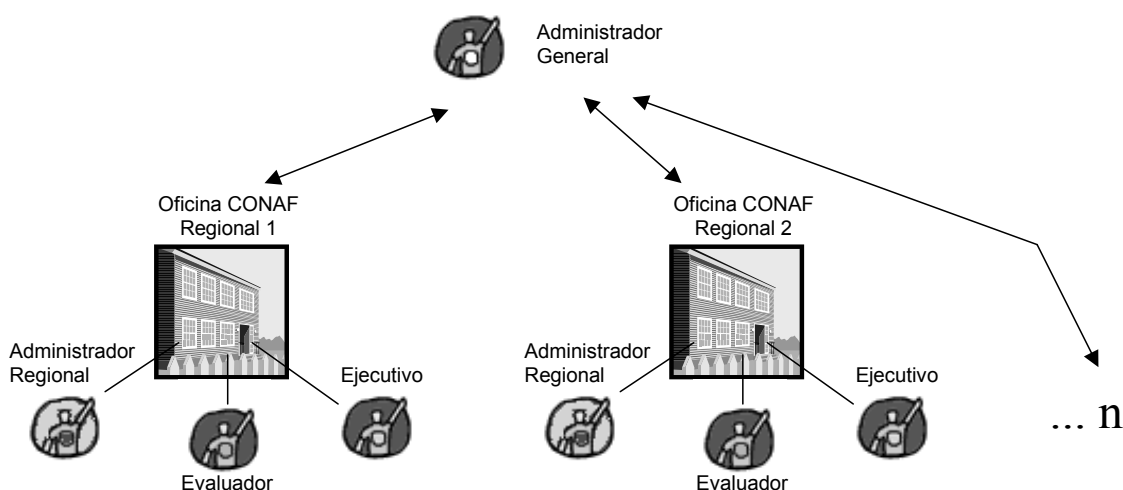 Administrador
General
Oficina CONAF
Regional 1
Oficina CONAF
Regional 2
Administrador
Regional
Ejecutivo
Administrador
Regional
Ejecutivo
... n
Evaluador
Evaluador